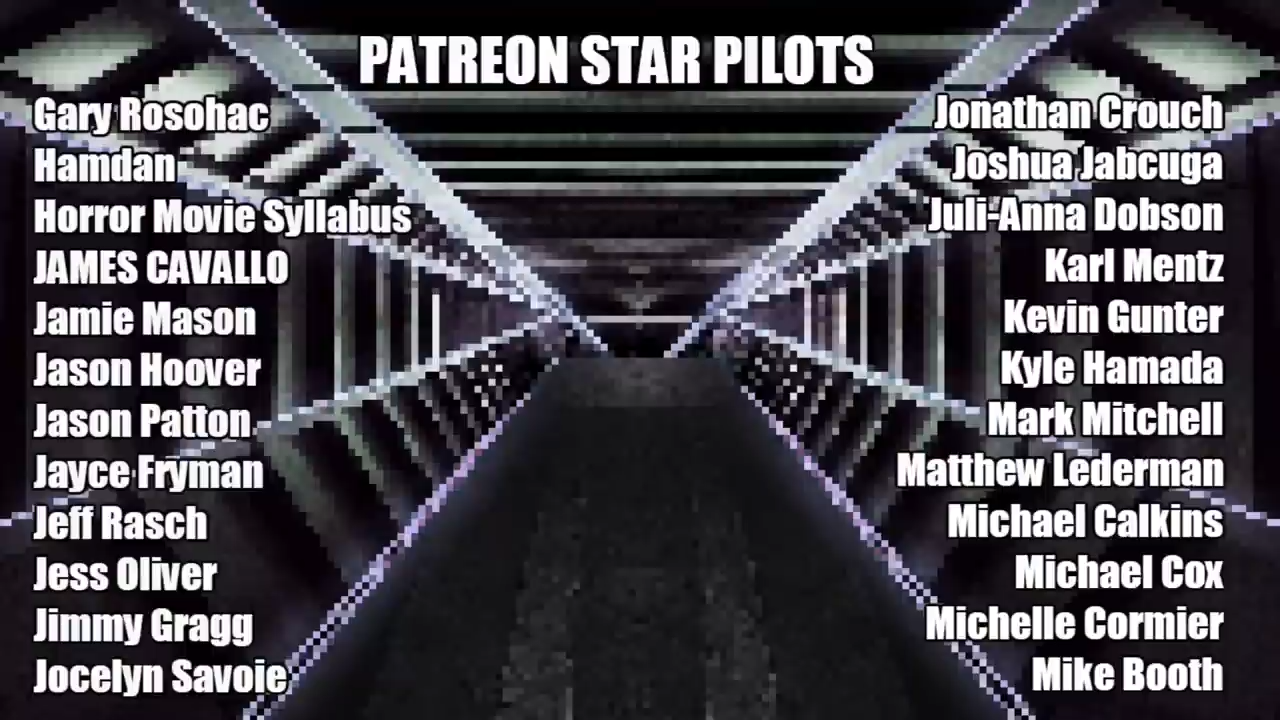 PATREON STAR PILOTS
Gary Rosohac
Hamdan
Horror Movie Syllabus
JAMES CAVALLO
Jamie Mason
Jason Hoover
Jason Patton
Jayce Fryman
Jeff Rasch
Jess Oliver
Jimmy Gragg
Jocelyn Savoie
Jonathan Crouch
Joshua Jabcuga
Juli-Anna Dobson
Karl Mentz
Kevin Gunter
Kyle Hamada
Mark Mitchell
Matthew Lederman
Michael Calkins
Michael Cox
Michelle Cormier
Mike Booth